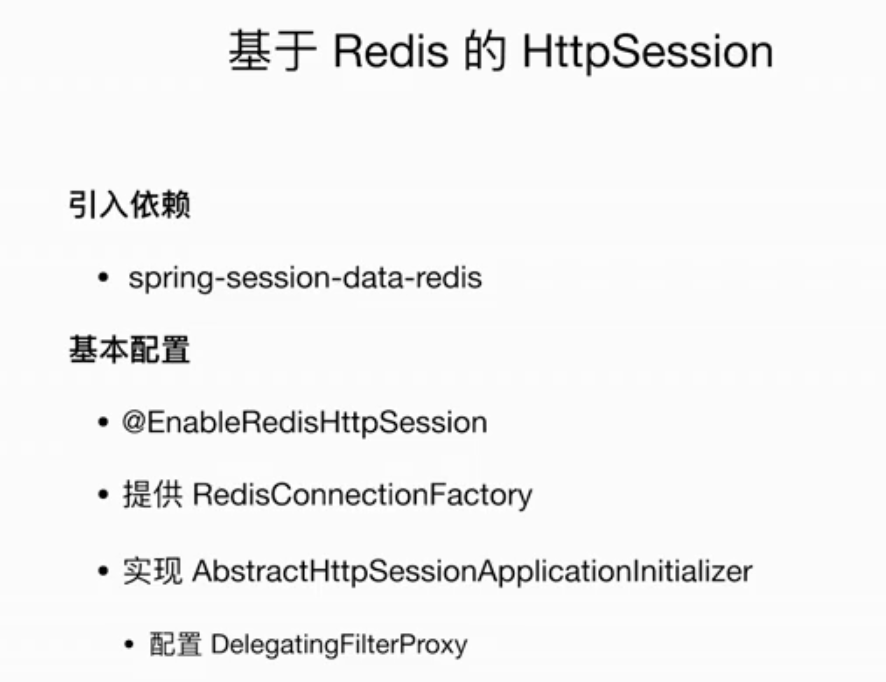 基于 Redis 的 HttpSession
引入依赖
• spring-session-data-redis
基本配置
• @EnableRedisHttpSession
• 提供 RedisConnectionFactory
• 实现 AbstractHttpSessionApplicationInitializer
• 配置 DelegatingFilterProxy